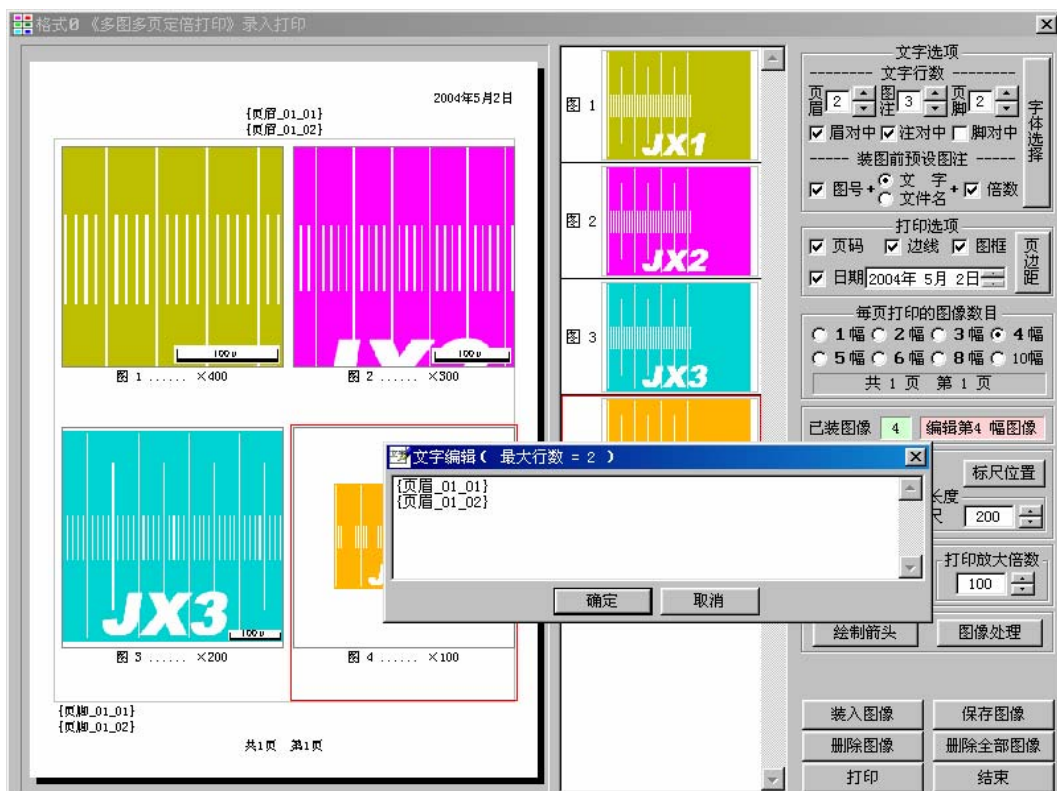 格式0 《多图多页定倍打印》录入打印
2004年5月2日
{页眉_01_01}
{页眉_01_02}
100μ
100μ
图 1 ...... ×400
图 2 ...... ×300
JX3
100μ
图 3 ...... ×200
图 4 ...... ×100
{页脚_01_01}
{页脚_01_02}
共1页 第1页
图 1
JX1
图 2
JX2
图 3
JX3
文字编辑( 最大行数 = 2 )
{页眉_01_01}
{页眉_01_02}
确定
取消
文字选项
-------- 文字行数 --------
页眉 2 图注 3 页脚 2
眉对中 注对中 脚对中
----- 装图前预设图注 -----
图号+ 文 字 + 倍数
文件名
字体选择
打印选项
页码 边线 图框
日期 2004年 5月 2日
页边距
每页打印的图像数目
1幅 2幅 3幅 4幅
5幅 6幅 8幅 10幅
共 1 页 第 1 页
已装图像 4 编辑第4 幅图像
标尺位置
长度
尺 200
打印放大倍数
100
绘制箭头 图像处理
装入图像 保存图像
删除图像 删除全部图像
打印 结束